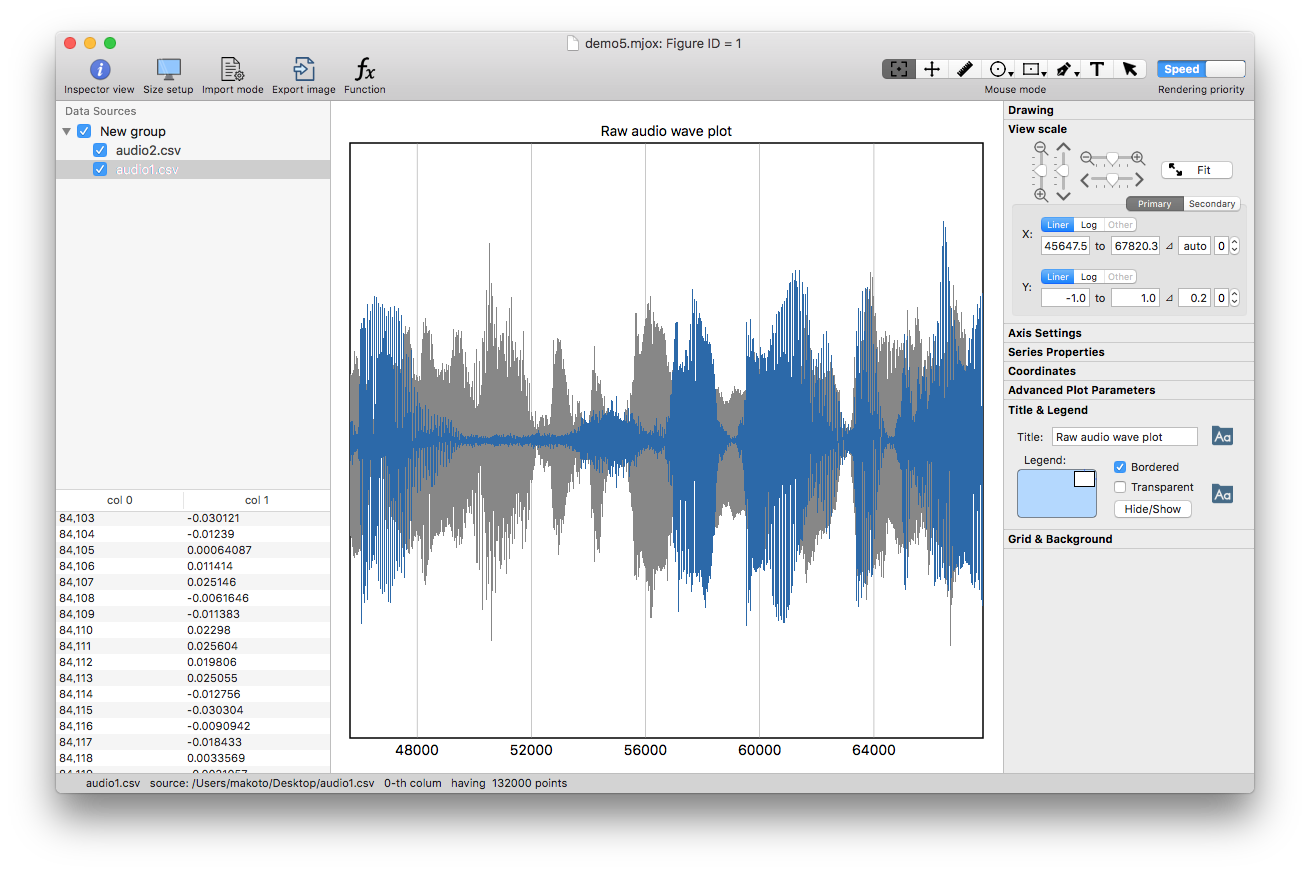 demo5.mjox: Figure ID = 1
Inspector view Size setup Import mode Export image fx Function
T Speed
Mouse mode Rendering priority
Data Sources
New group
audio2.csv
audio1.csv
col 0 col 1
84,103 -0.030121
84,104 -0.01239
84,105 0.00064087
84,106 0.011414
84,107 0.025146
84,108 -0.0061646
84,109 -0.011383
84,110 0.02298
84,111 0.025604
84,112 0.019806
84,113 0.025055
84,114 -0.012756
84,115 -0.030304
84,116 -0.0090942
84,117 -0.018433
84,118 0.0033569
Raw audio wave plot
48000 52000 56000 60000 64000
Drawing
View scale
Fit
Primary Secondary
Liner Log Other
X: 45647.5 to 67820.3 ⊿ auto 0
Liner Log Other
Y: -1.0 to 1.0 ⊿ 0.2 0
Axis Settings
Series Properties
Coordinates
Advanced Plot Parameters
Title & Legend
Title: Raw audio wave plot Aa
Legend:
Bordered
Transparent Aa
Hide/Show
Grid & Background
audio1.csv source: /Users/makoto/Desktop/audio1.csv 0-th colum having 132000 points